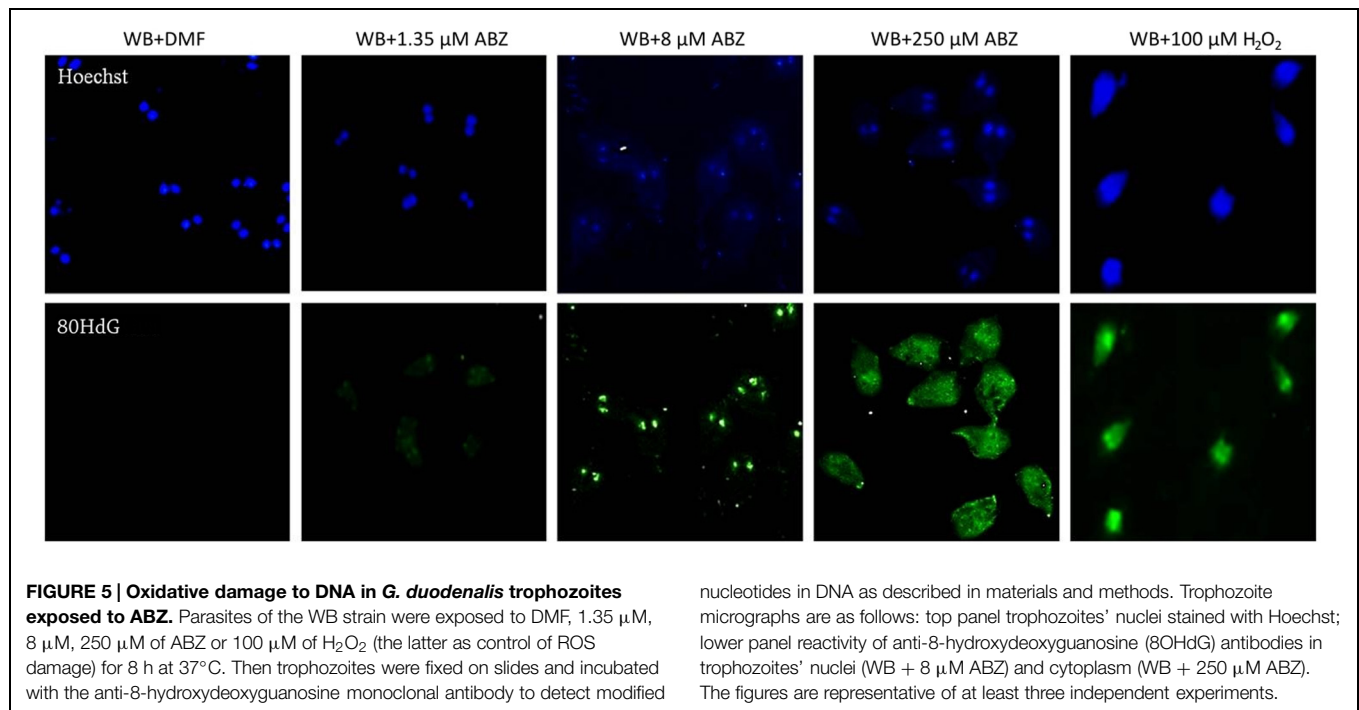 WB+DMF
WB+1.35 µM ABZ
WB+8 µM ABZ
WB+250 µM ABZ
WB+100 µM H₂O₂
Hoechst
80HdG
FIGURE 5 | Oxidative damage to DNA in G. duodenalis trophozoites
exposed to ABZ. Parasites of the WB strain were exposed to DMF, 1.35 µM,
8 µM, 250 µM of ABZ or 100 µM of H₂O₂ (the latter as control of ROS
damage) for 8 h at 37°C. Then trophozoites were fixed on slides and incubated
with the anti-8-hydroxydeoxyguanosine monoclonal antibody to detect modified
nucleotides in DNA as described in materials and methods. Trophozoite
micrographs are as follows: top panel trophozoites' nuclei stained with Hoechst;
lower panel reactivity of anti-8-hydroxydeoxyguanosine (8OHdG) antibodies in
trophozoites' nuclei (WB + 8 µM ABZ) and cytoplasm (WB + 250 µM ABZ).
The figures are representative of at least three independent experiments.